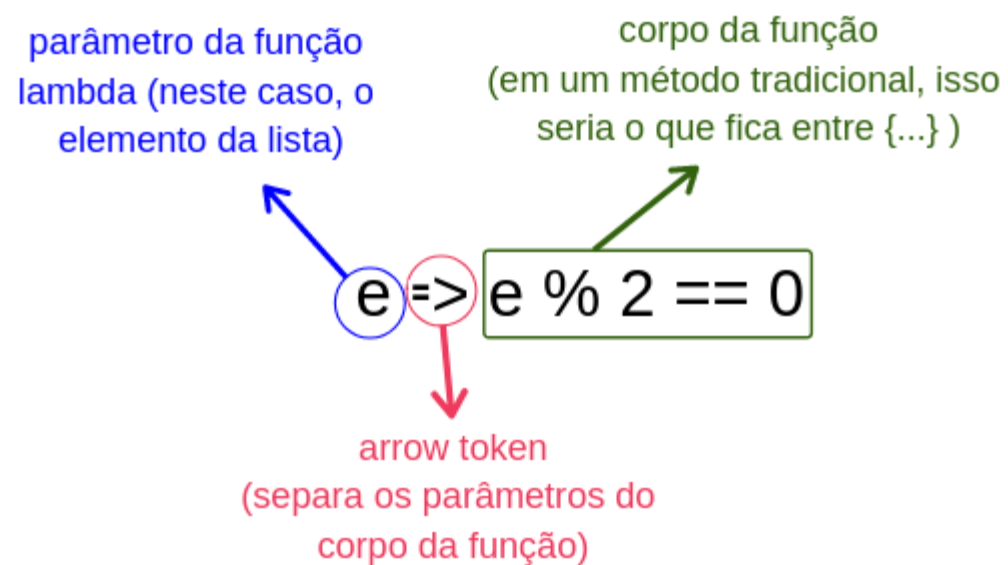 parâmetro da função
lambda (neste caso, o
elemento da lista)
corpo da função
(em um método tradicional, isso
seria o que fica entre {...} )
e => e % 2 == 0
arrow token
(separa os parâmetros do
corpo da função)